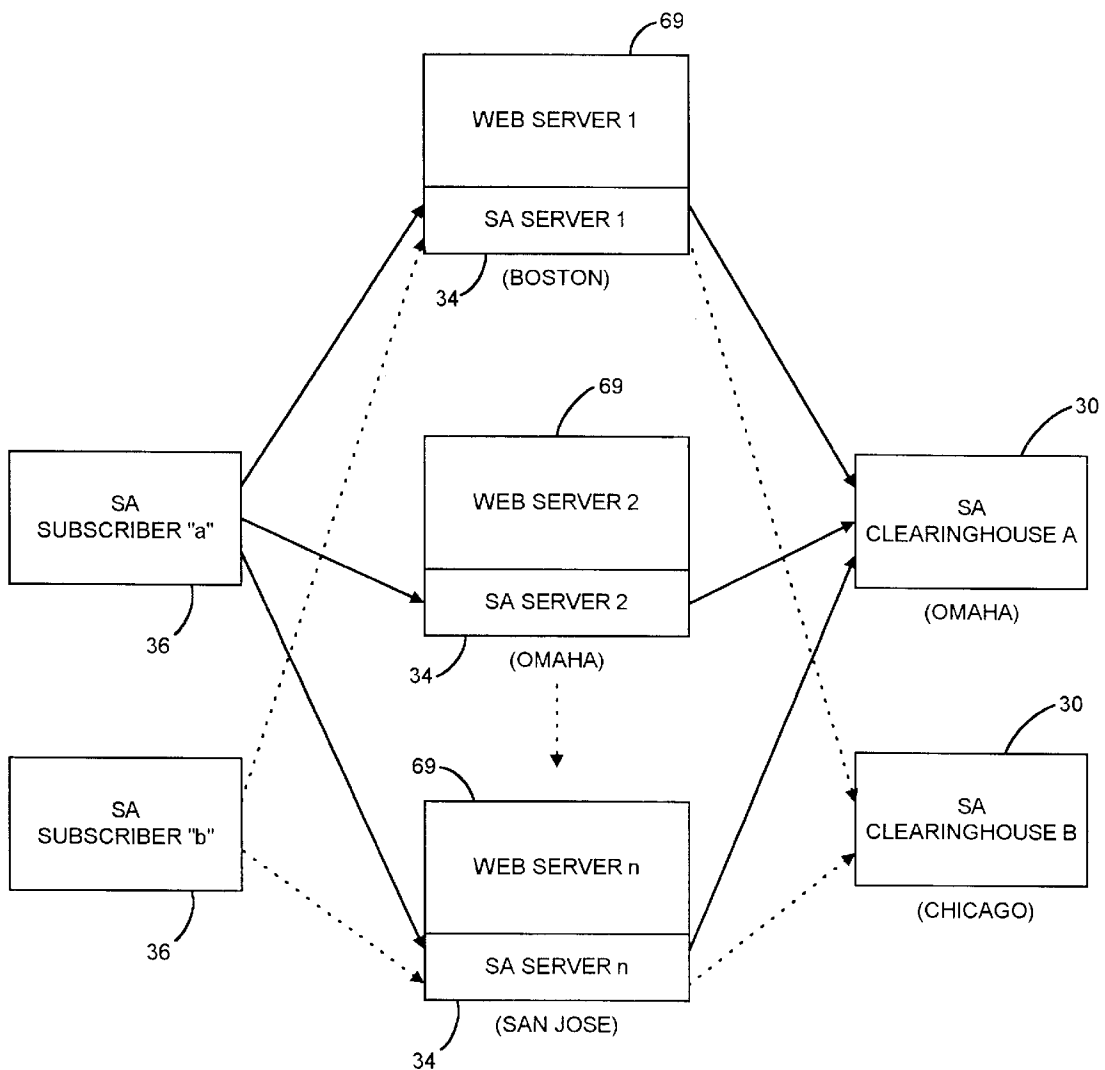 69
WEB SERVER 1
SA SERVER 1
34
(BOSTON)
69
WEB SERVER 2
SA SERVER 2
34
(OMAHA)
30
SA
CLEARINGHOUSE A
(OMAHA)
SA
SUBSCRIBER "a"
36
30
SA
CLEARINGHOUSE B
(CHICAGO)
SA
SUBSCRIBER "b"
36
69
WEB SERVER n
SA SERVER n
34
(SAN JOSE)